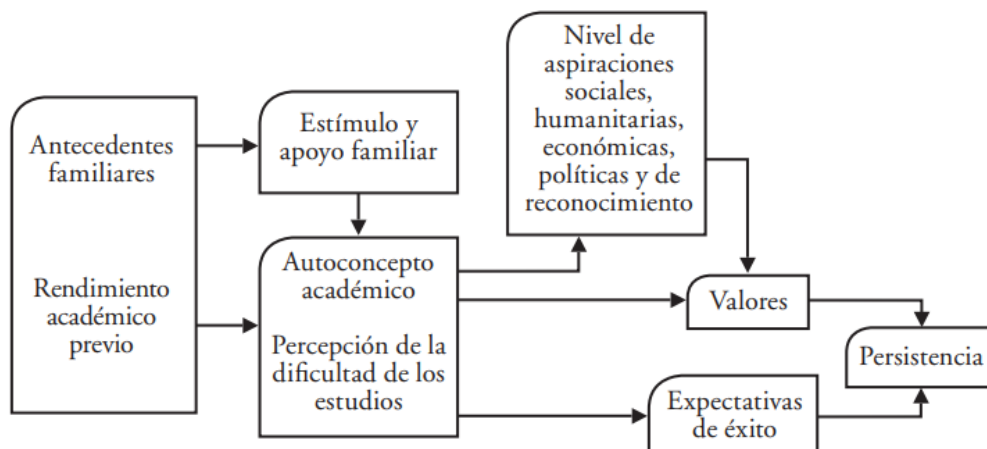 Antecedentes
familiares
Rendimiento
académico
previo
Estímulo y
apoyo familiar
Autoconcepto
académico
Percepción de la
dificultad de los
estudios
Nivel de
aspiraciones
sociales,
humanitarias,
económicas,
políticas y de
reconocimiento
Valores
Expectativas
de éxito
Persistencia